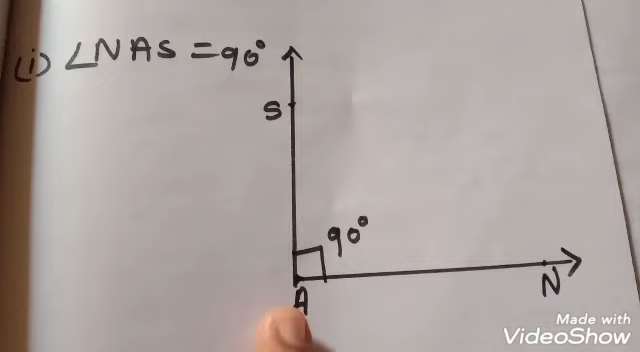 (i) ∠NAS = 90°
S
90°
A
N
Made with
VideoShow